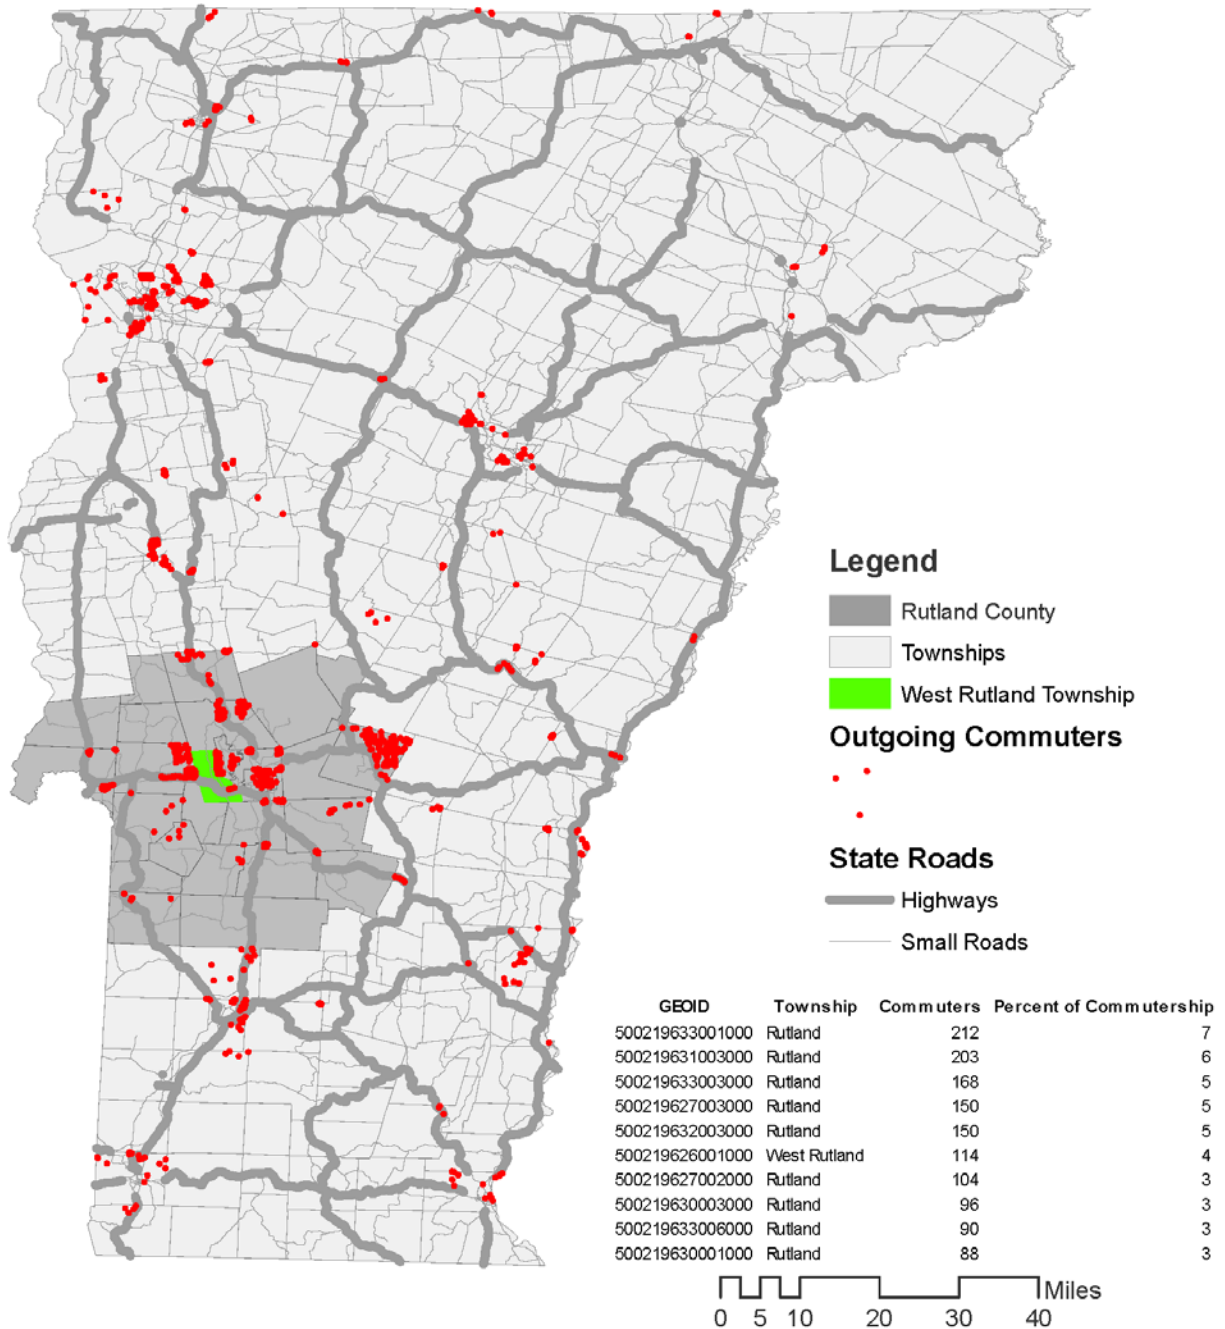 Legend
Rutland County
Townships
West Rutland Township
Outgoing Commuters
State Roads
Highways
Small Roads
GEOID Township Commuters Percent of Commutership
500219633001000 Rutland 212 7
500219631003000 Rutland 203 6
500219633003000 Rutland 168 5
500219627003000 Rutland 150 5
500219632003000 Rutland 150 5
500219626001000 West Rutland 114 4
500219627002000 Rutland 104 3
500219630003000 Rutland 96 3
500219633006000 Rutland 90 3
500219630001000 Rutland 88 3
Miles
0 5 10 20 30 40